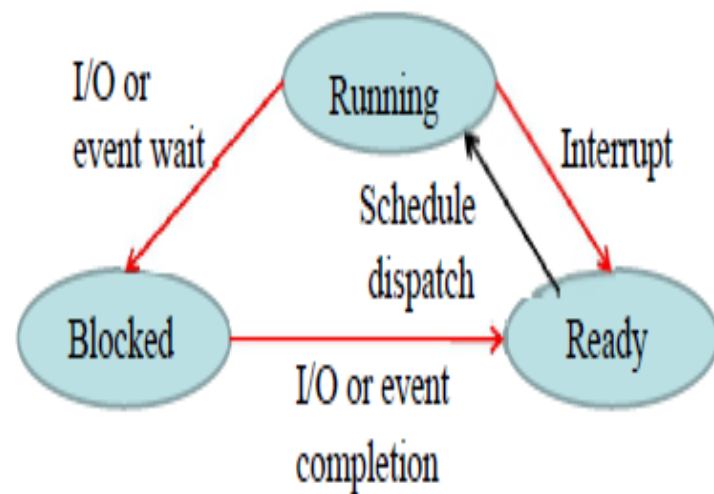 I/O or
event wait
Running
Interrupt
Schedule
dispatch
Blocked
Ready
I/O or event
completion